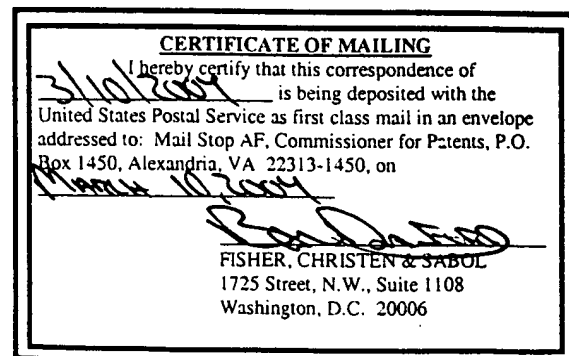 CERTIFICATE OF MAILING
I hereby certify that this correspondence of
3/10/2004 is being deposited with the
United States Postal Service as first class mail in an envelope
addressed to: Mail Stop AF, Commissioner for Patents, P.O.
Box 1450, Alexandria, VA 22313-1450, on
March 10, 2004
FISHER, CHRISTEN & SABOL
1725 Street, N.W., Suite 1108
Washington, D.C. 20006